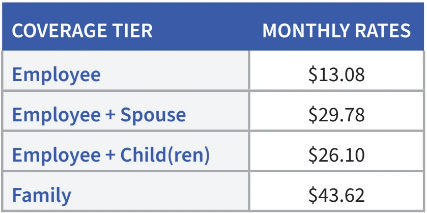 COVERAGE TIER MONTHLY RATES
Employee $13.08
Employee + Spouse $29.78
Employee + Child(ren) $26.10
Family $43.62